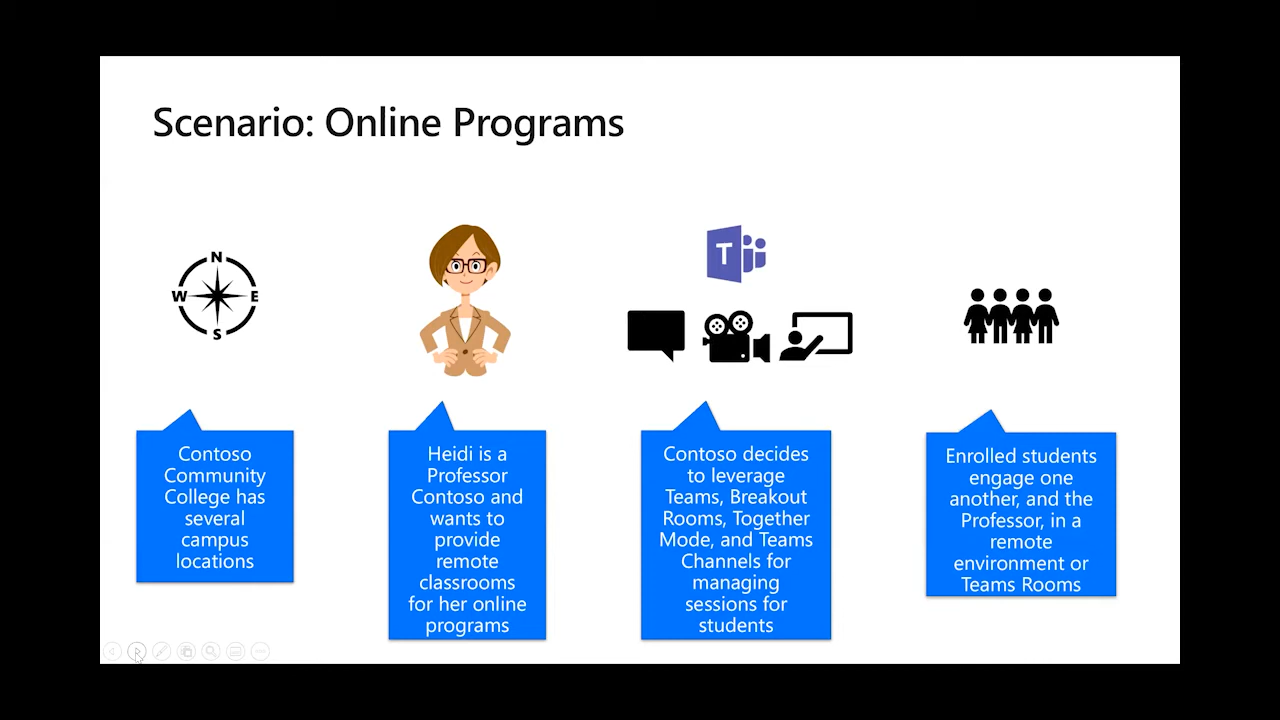 Scenario: Online Programs
N
W
E
S
T
Contoso
Community
College has
several
campus
locations
Heidi is a
Professor
Contoso and
wants to
provide
remote
classrooms
for her online
programs
Contoso decides
to leverage
Teams, Breakout
Rooms, Together
Mode, and Teams
Channels for
managing
sessions for
students
Enrolled students
engage one
another, and the
Professor, in a
remote
environment or
Teams Rooms